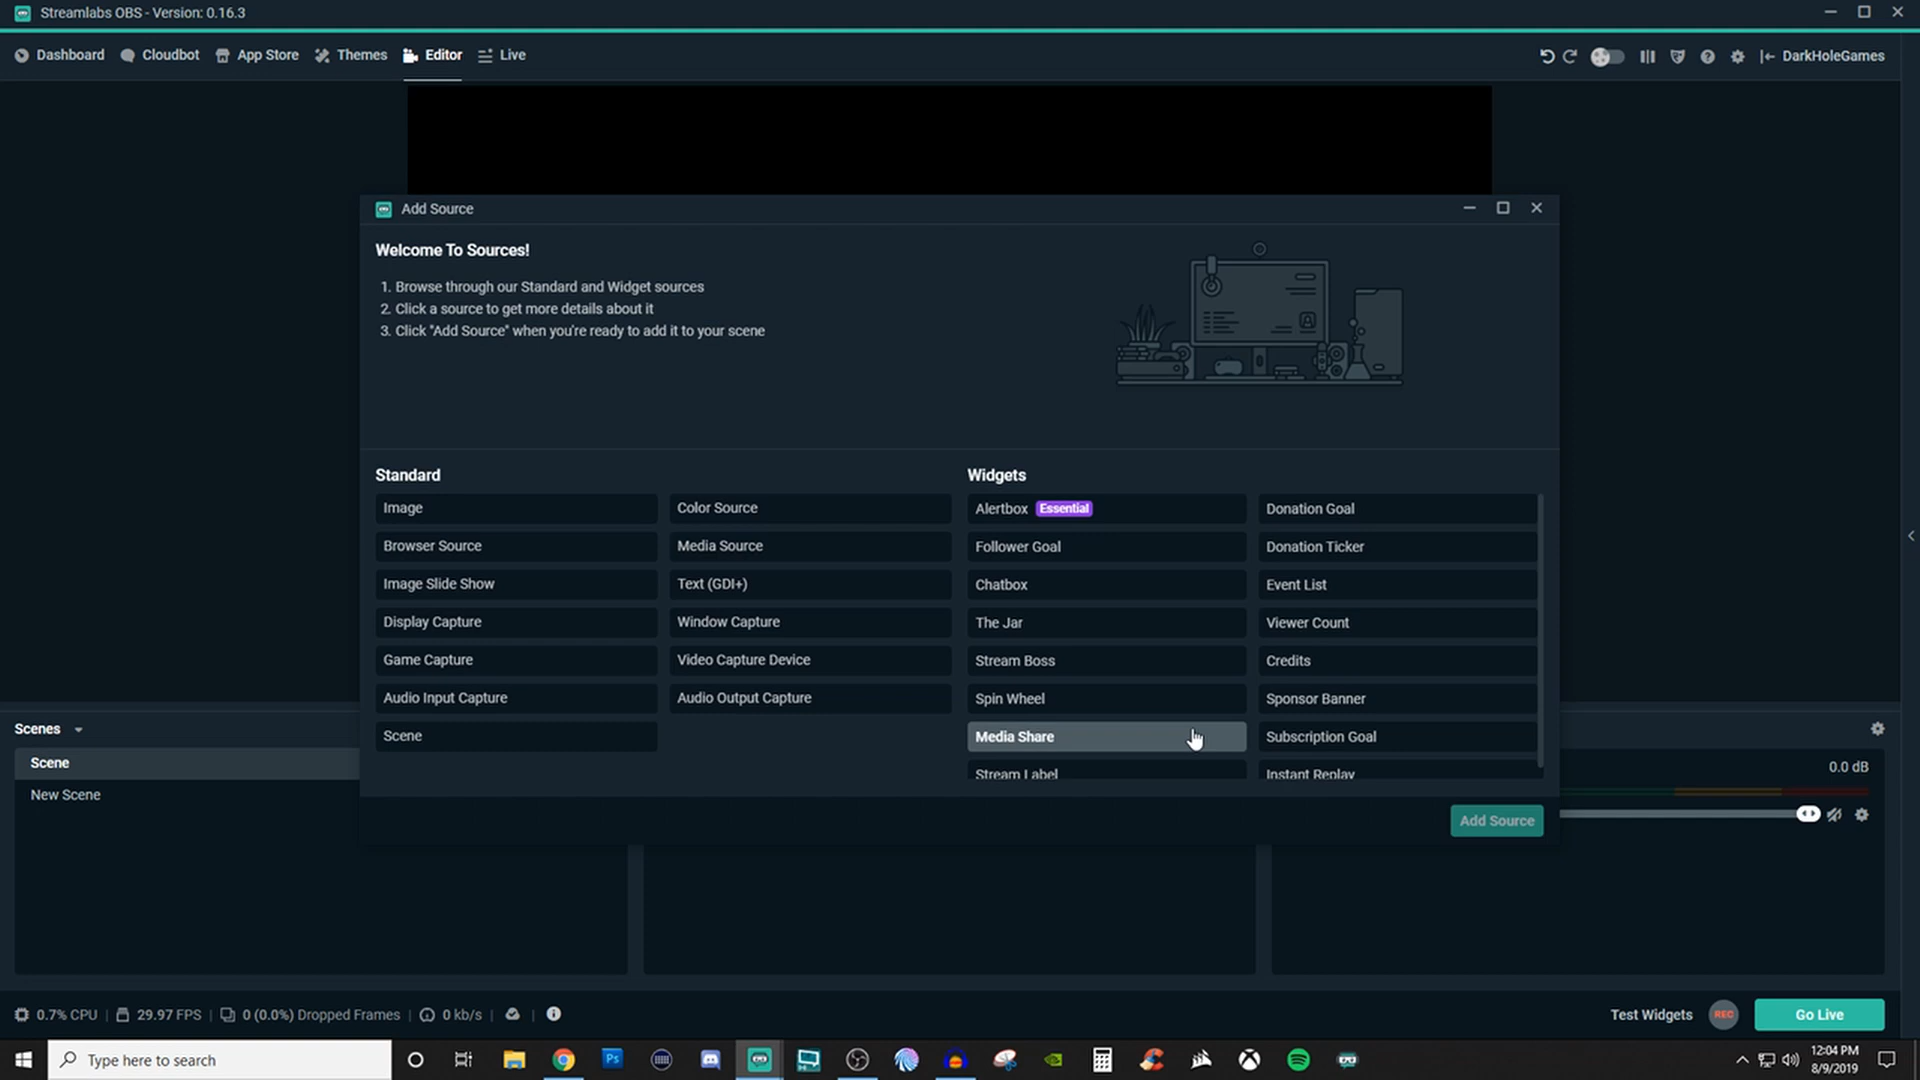 Streamlabs OBS - Version: 0.16.3
Dashboard
Cloudbot
App Store
Themes
Editor
Live
DarkHoleGames
Add Source
Welcome To Sources!
1. Browse through our Standard and Widget sources
2. Click a source to get more details about it
3. Click "Add Source" when you're ready to add it to your scene
Standard
Image
Color Source
Browser Source
Media Source
Image Slide Show
Text (GDI+)
Display Capture
Window Capture
Game Capture
Video Capture Device
Audio Input Capture
Audio Output Capture
Scene
Widgets
Alertbox Essential
Donation Goal
Follower Goal
Donation Ticker
Chatbox
Event List
The Jar
Viewer Count
Stream Boss
Credits
Spin Wheel
Sponsor Banner
Media Share
Subscription Goal
Stream Label
Instant Replay
Add Source
Scenes
Scene
New Scene
0.0 dB
0.7% CPU
29.97 FPS
0 (0.0%) Dropped Frames
0 kb/s
Test Widgets
REC
Go Live
Type here to search
Ps
12:04 PM
8/9/2019